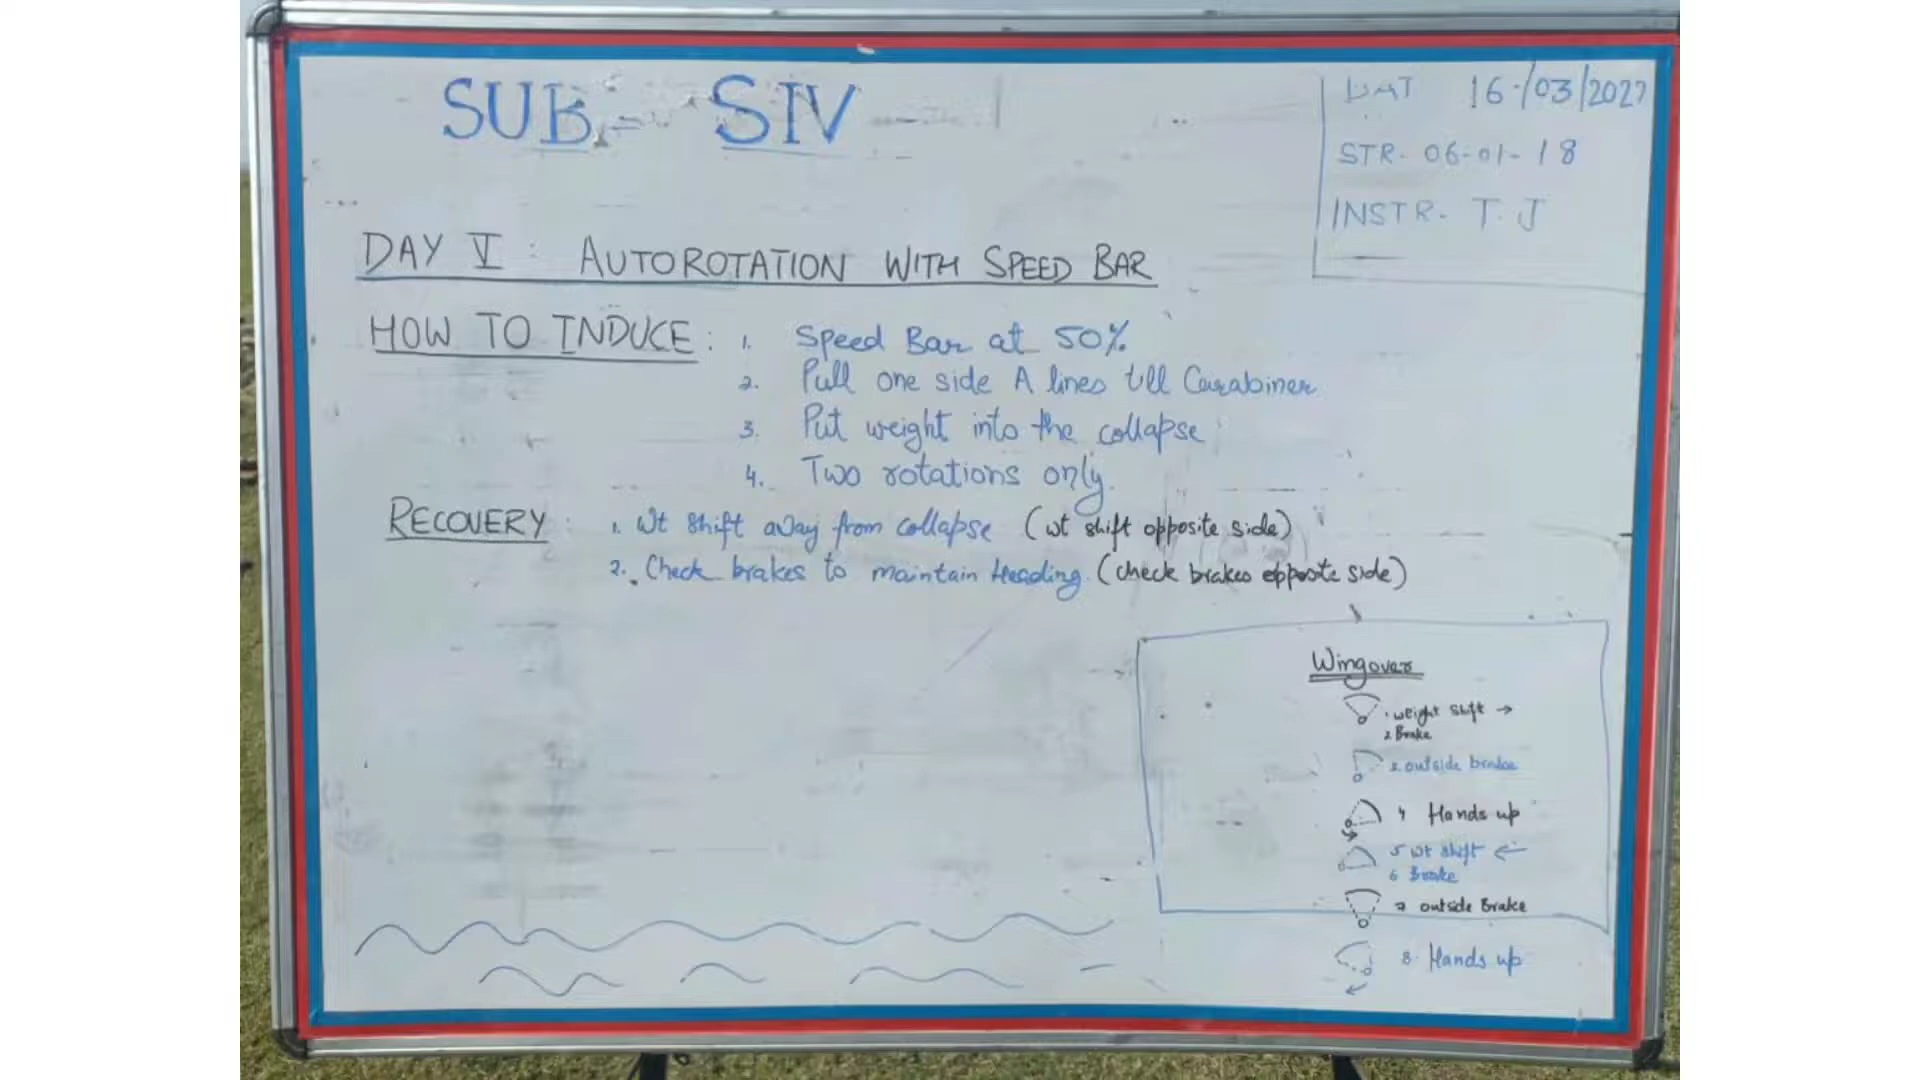 SUB - SIV
DAT 16/03/2022
STR. 06-01-18
INSTR. T.J
DAY V : AUTOROTATION WITH SPEED BAR
HOW TO INDUCE : 1. Speed Bar at 50%
2. Pull one side A lines till Carabiner
3. Put weight into the collapse
4. Two rotations only.
RECOVERY : 1. Wt shift away from collapse (wt shift opposite side)
2. Check brakes to maintain Heading. (check brakes opposite side)
Wingover
1 weight shift →
2 Brake
3. outside brake
4 Hands up
5 wt shift ←
6 Brake
7 outside Brake
8. Hands up